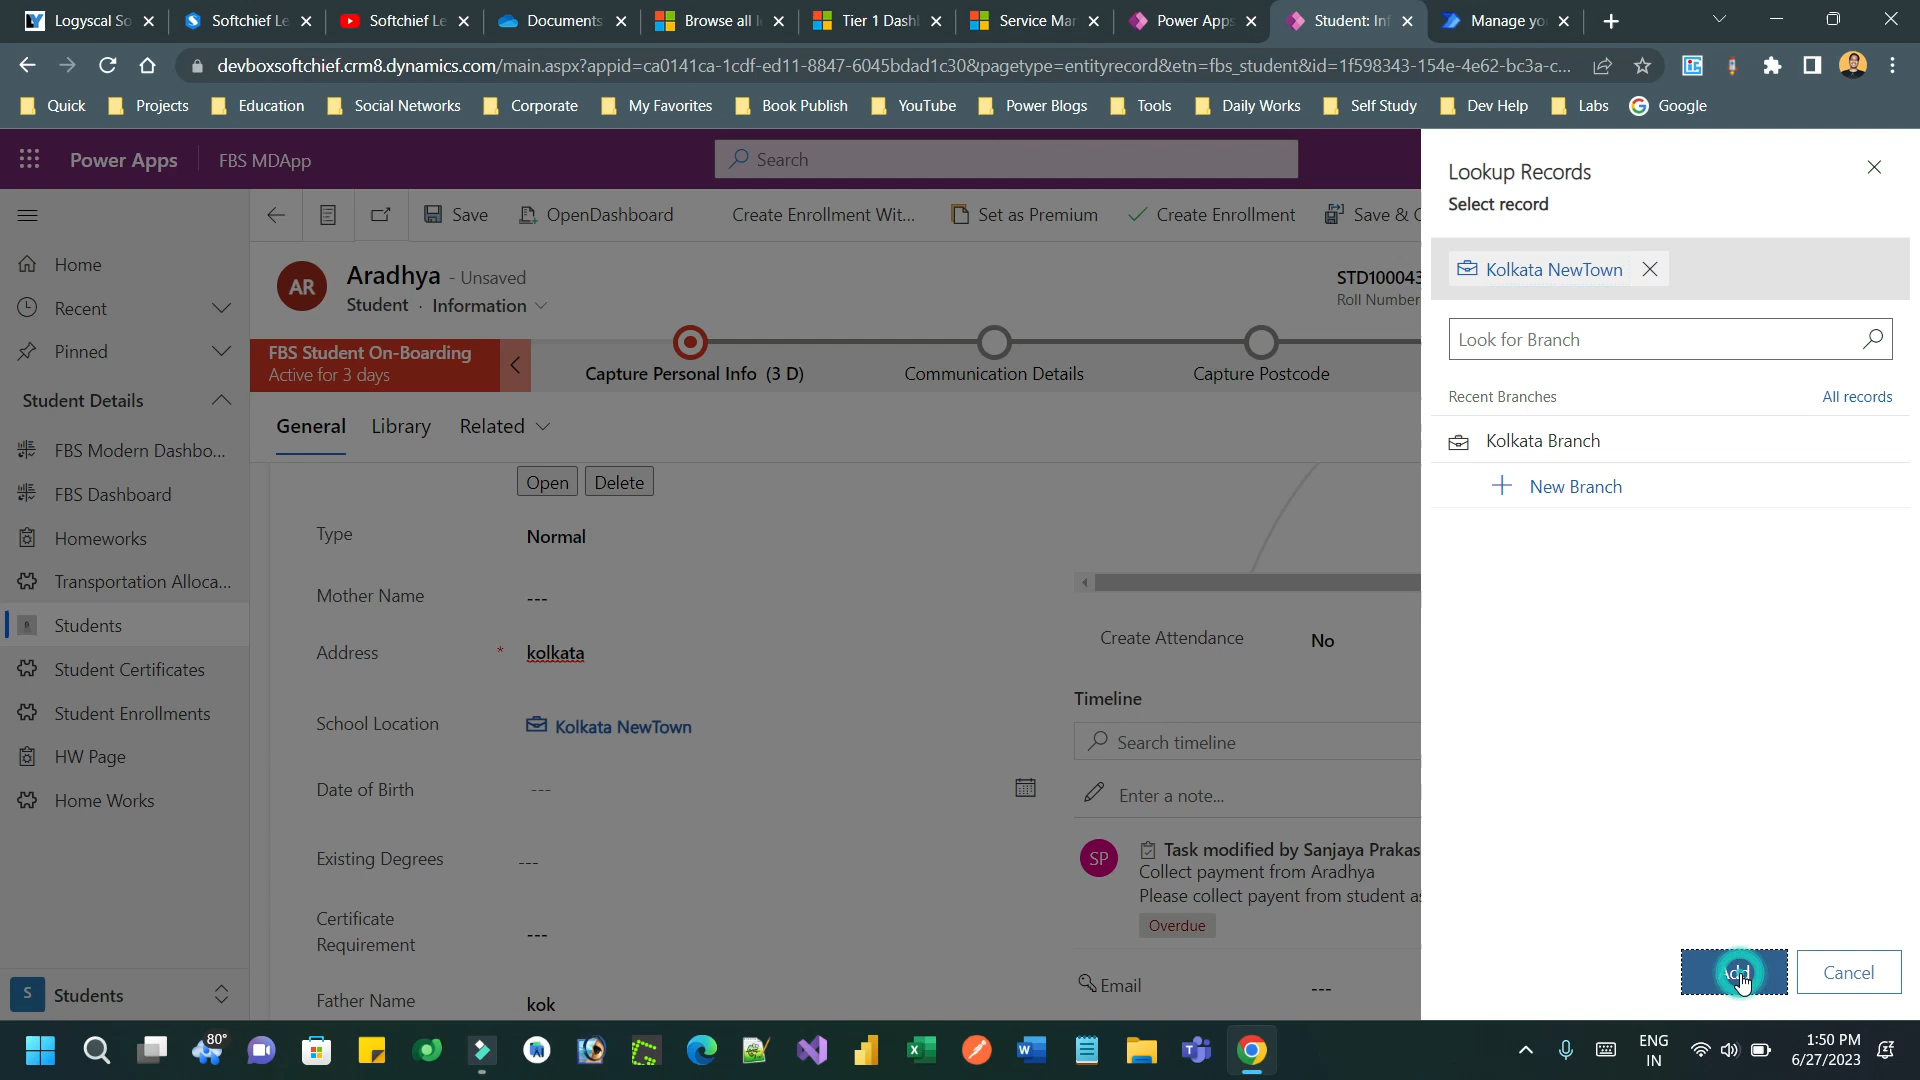 Logyscal So
Softchief Le
Softchief Le
Documents
Browse all
Tier 1 Dash
Service Mar
Power Apps
Student: Inf
Manage yo
devboxsoftchief.crm8.dynamics.com/main.aspx?appid=ca0141ca-1cdf-ed11-8847-6045bdad1c30&pagetype=entityrecord&etn=fbs_student&id=1f598343-154e-4e62-bc3a-c...
Quick
Projects
Education
Social Networks
Corporate
My Favorites
Book Publish
YouTube
Power Blogs
Tools
Daily Works
Self Study
Dev Help
Labs
Google
Power Apps
FBS MDApp
Search
Save
OpenDashboard
Create Enrollment Wit...
Set as Premium
Create Enrollment
Save & C
Home
Recent
Pinned
Student Details
FBS Modern Dashbo...
FBS Dashboard
Homeworks
Transportation Alloca...
Students
Student Certificates
Student Enrollments
HW Page
Home Works
S Students
AR
Aradhya - Unsaved
Student · Information
STD100043
Roll Number
FBS Student On-Boarding
Active for 3 days
Capture Personal Info (3 D)
Communication Details
Capture Postcode
General
Library
Related
Open
Delete
Type
Normal
Mother Name
---
Address * kolkata
School Location
Kolkata NewTown
Date of Birth
---
Existing Degrees
---
Certificate
Requirement
---
Father Name
kok
Create Attendance
No
Timeline
Search timeline
Enter a note...
SP
Task modified by Sanjaya Prakas
Collect payment from Aradhya
Please collect payent from student as
Overdue
Email
---
Lookup Records
Select record
Kolkata NewTown
Look for Branch
Recent Branches
All records
Kolkata Branch
New Branch
Add
Cancel
80°
ENG
IN
1:50 PM
6/27/2023